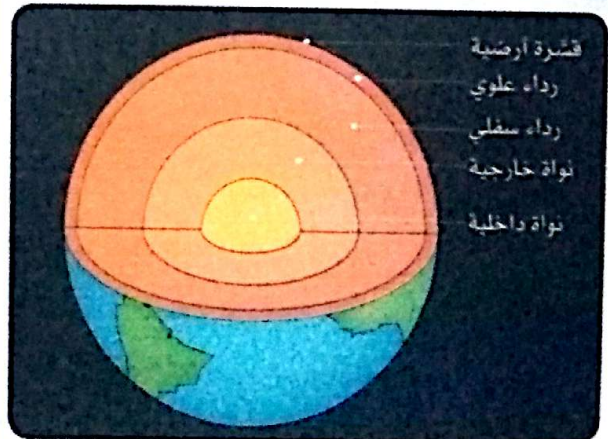 قشرة أرضية
رداء علوي
رداء سفلي
نواة خارجية
نواة داخلية